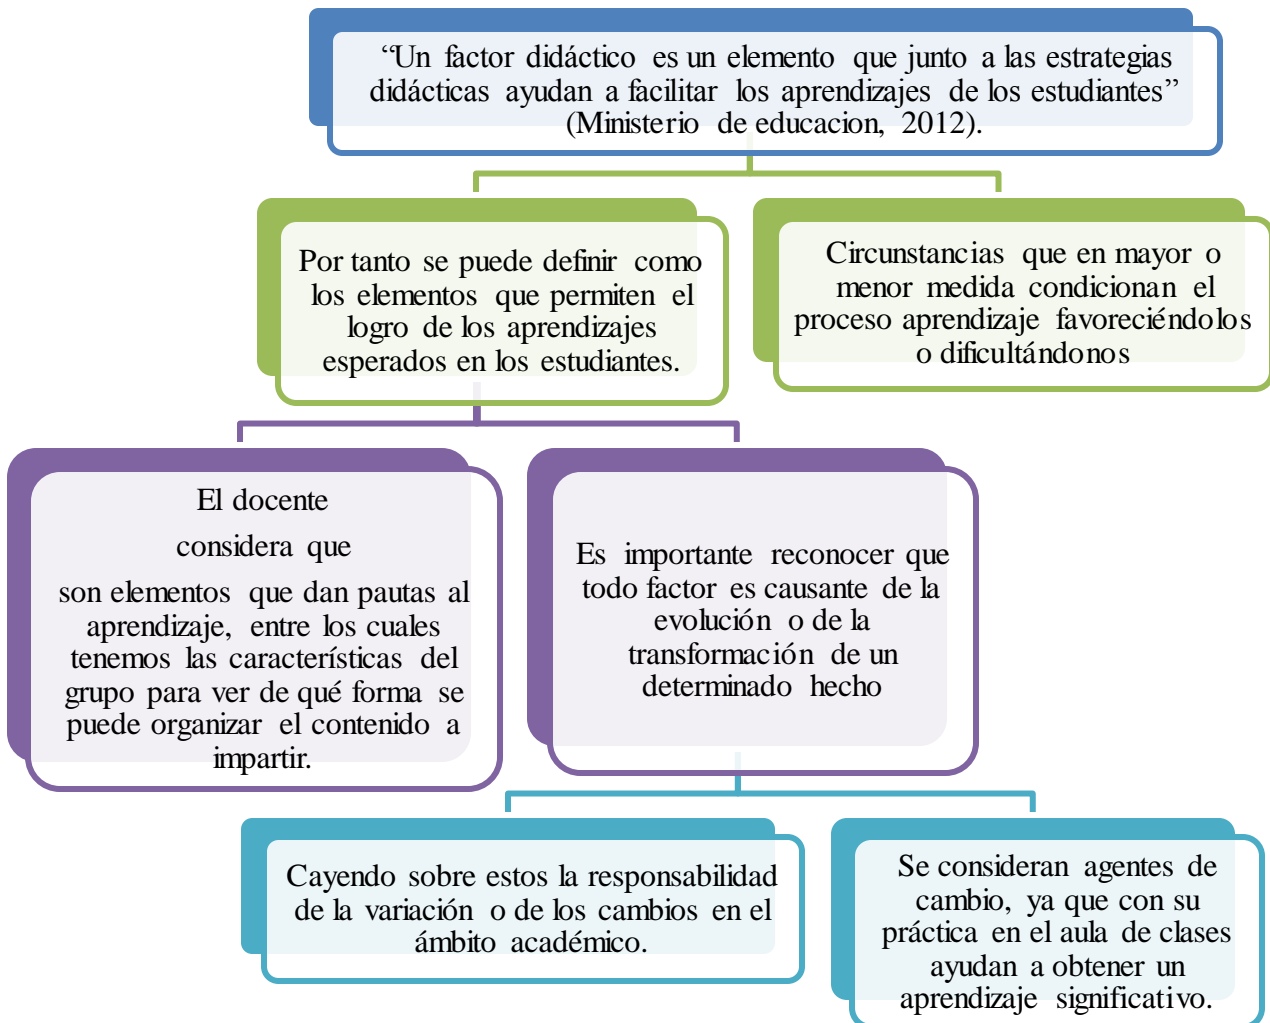 “Un factor didáctico es un elemento que junto a las estrategias
didácticas ayudan a facilitar los aprendizajes de los estudiantes”
(Ministerio de educacion, 2012).
Por tanto se puede definir como
los elementos que permiten el
logro de los aprendizajes
esperados en los estudiantes.
Circunstancias que en mayor o
menor medida condicionan el
proceso aprendizaje favoreciéndolos
o dificultándonos
El docente
considera que
son elementos que dan pautas al
aprendizaje, entre los cuales
tenemos las características del
grupo para ver de qué forma se
puede organizar el contenido a
impartir.
Es importante reconocer que
todo factor es causante de la
evolución o de la
transformación de un
determinado hecho
Cayendo sobre estos la responsabilidad
de la variación o de los cambios en el
ámbito académico.
Se consideran agentes de
cambio, ya que con su
práctica en el aula de clases
ayudan a obtener un
aprendizaje significativo.